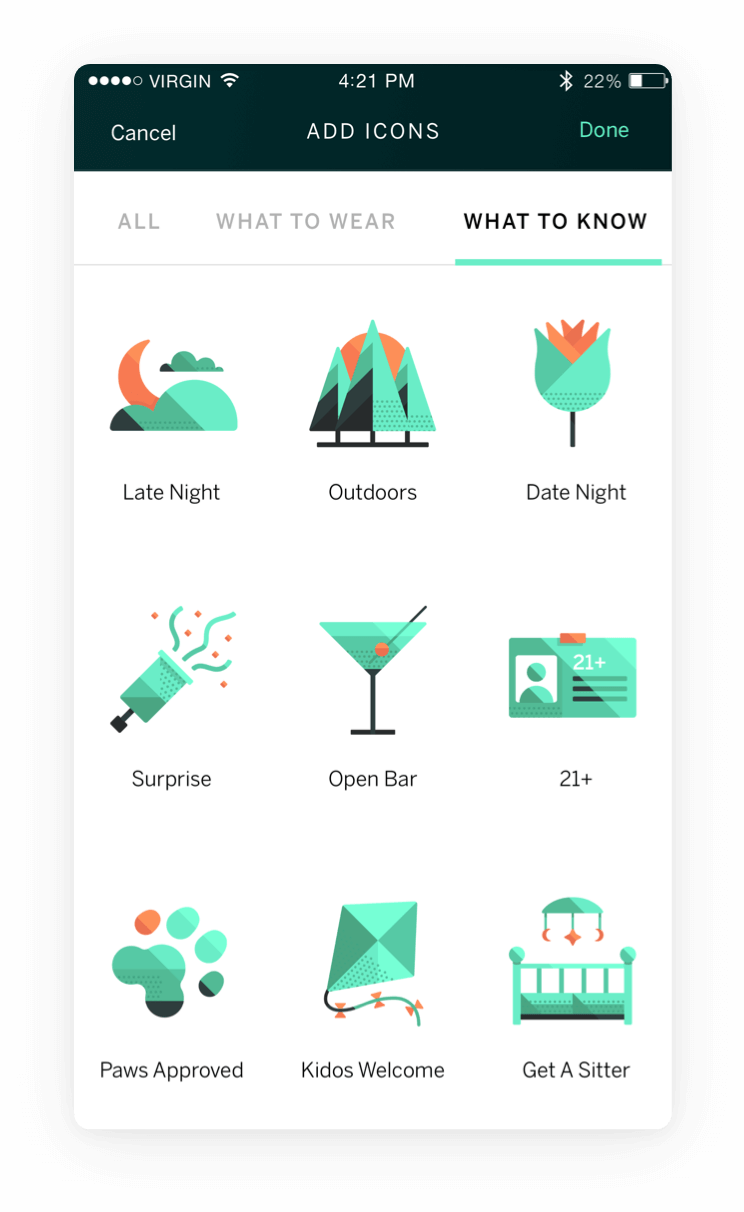 VIRGIN 4:21 PM 22%
Cancel ADD ICONS Done
ALL WHAT TO WEAR WHAT TO KNOW
Late Night Outdoors Date Night
21+
Surprise Open Bar 21+
Paws Approved Kidos Welcome Get A Sitter